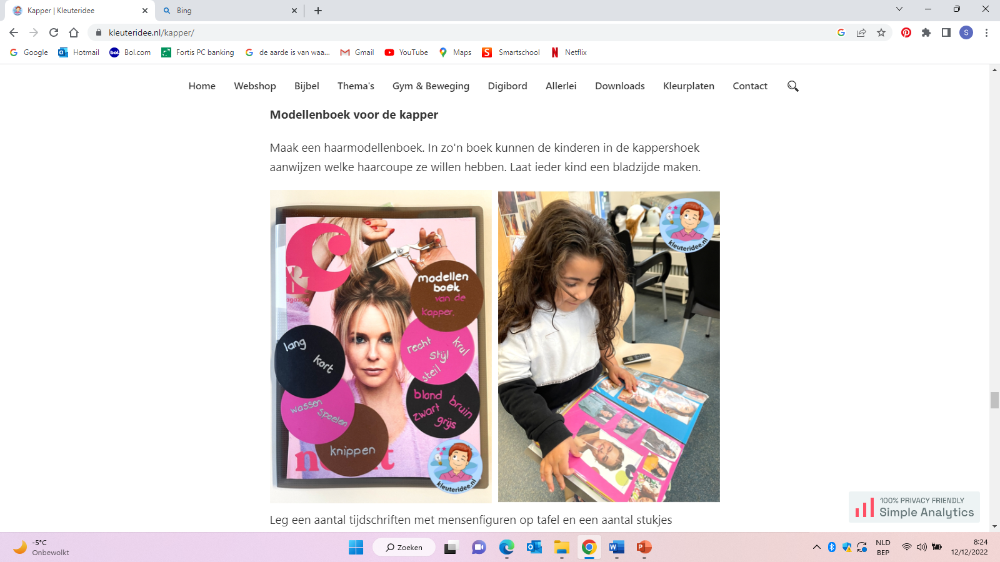 Kapper | Kleuteridee
Bing
kleuteridee.nl/kapper/
S
Google
Hotmail
Bol.com
Fortis PC banking
de aarde is van waa...
Gmail
YouTube
Maps
Smartschool
Netflix
Home
Webshop
Bijbel
Thema's
Gym & Beweging
Digibord
Allerlei
Downloads
Kleurplaten
Contact
Modellenboek voor de kapper
Maak een haarmodellenboek. In zo'n boek kunnen de kinderen in de kappershoek
aanwijzen welke haarcoupe ze willen hebben. Laat ieder kind een bladzijde maken.
modellen
boek
van de
kapper.
lang
kort
recht
krul
stijl
steil
blond
bruin
zwart
grijs
wassen
spoelen
knippen
kleuteridee.nl
kleuteridee.nl
Leg een aantal tijdschriften met mensenfiguren op tafel en een aantal stukjes
100% PRIVACY FRIENDLY
Simple Analytics
-5°C
Onbewolkt
Zoeken
NLD
BEP
8:24
12/12/2022